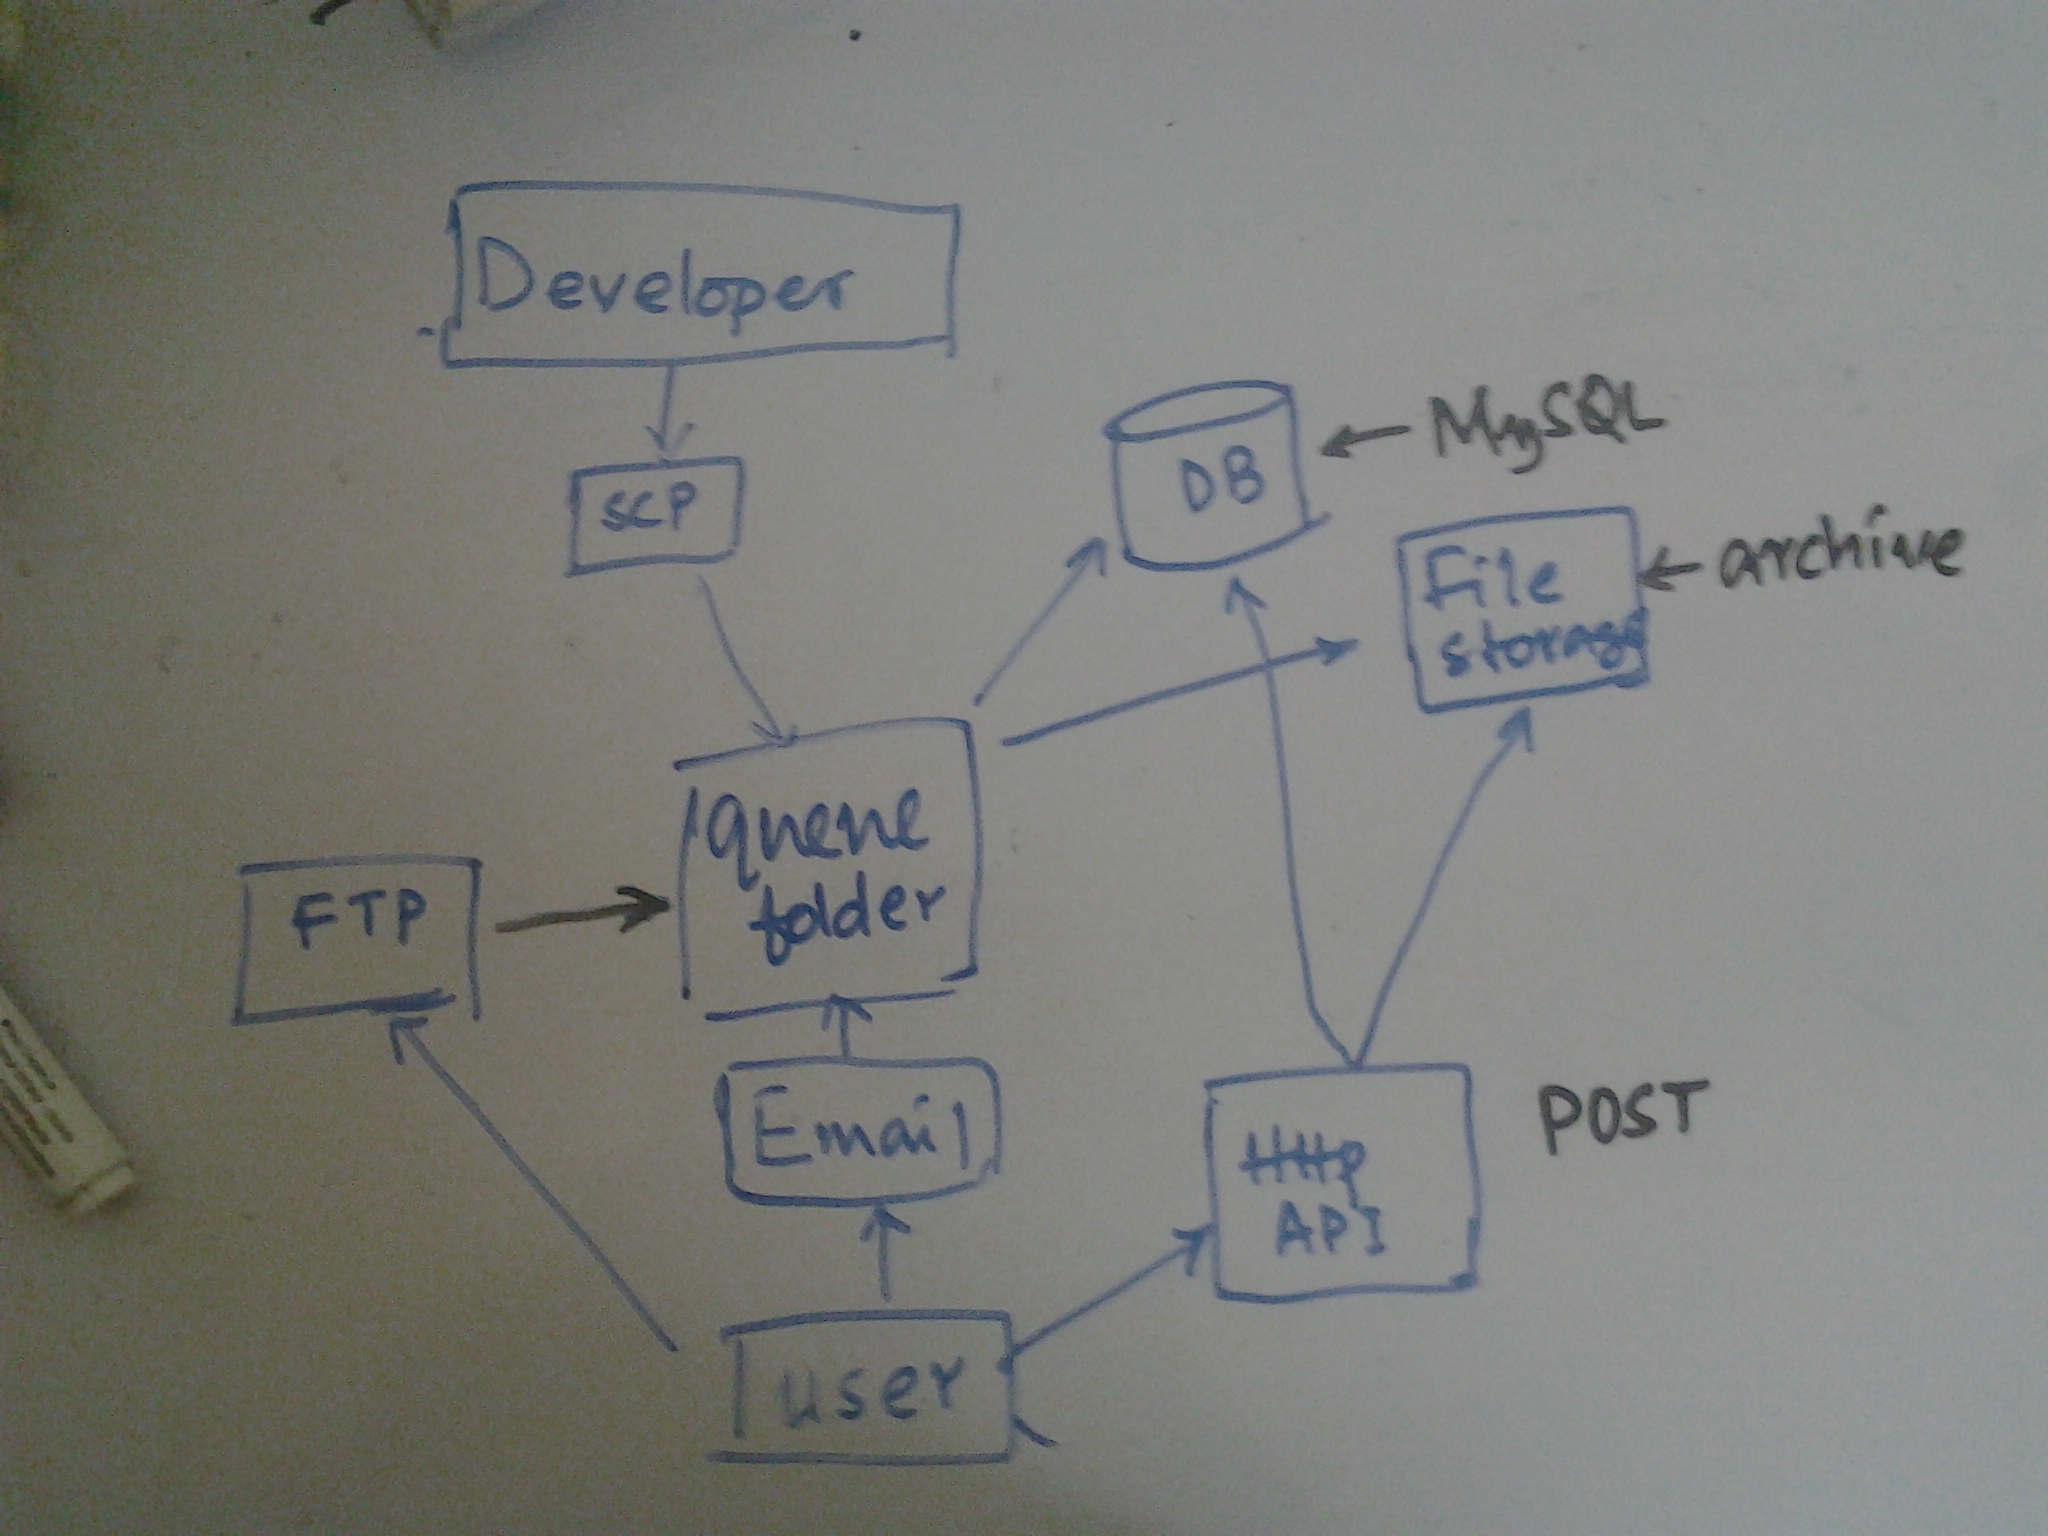 Developer
SCP
FTP
Queue
folder
DB
← MySQL
File
storage
← archive
Email
HTTP
API
POST
user